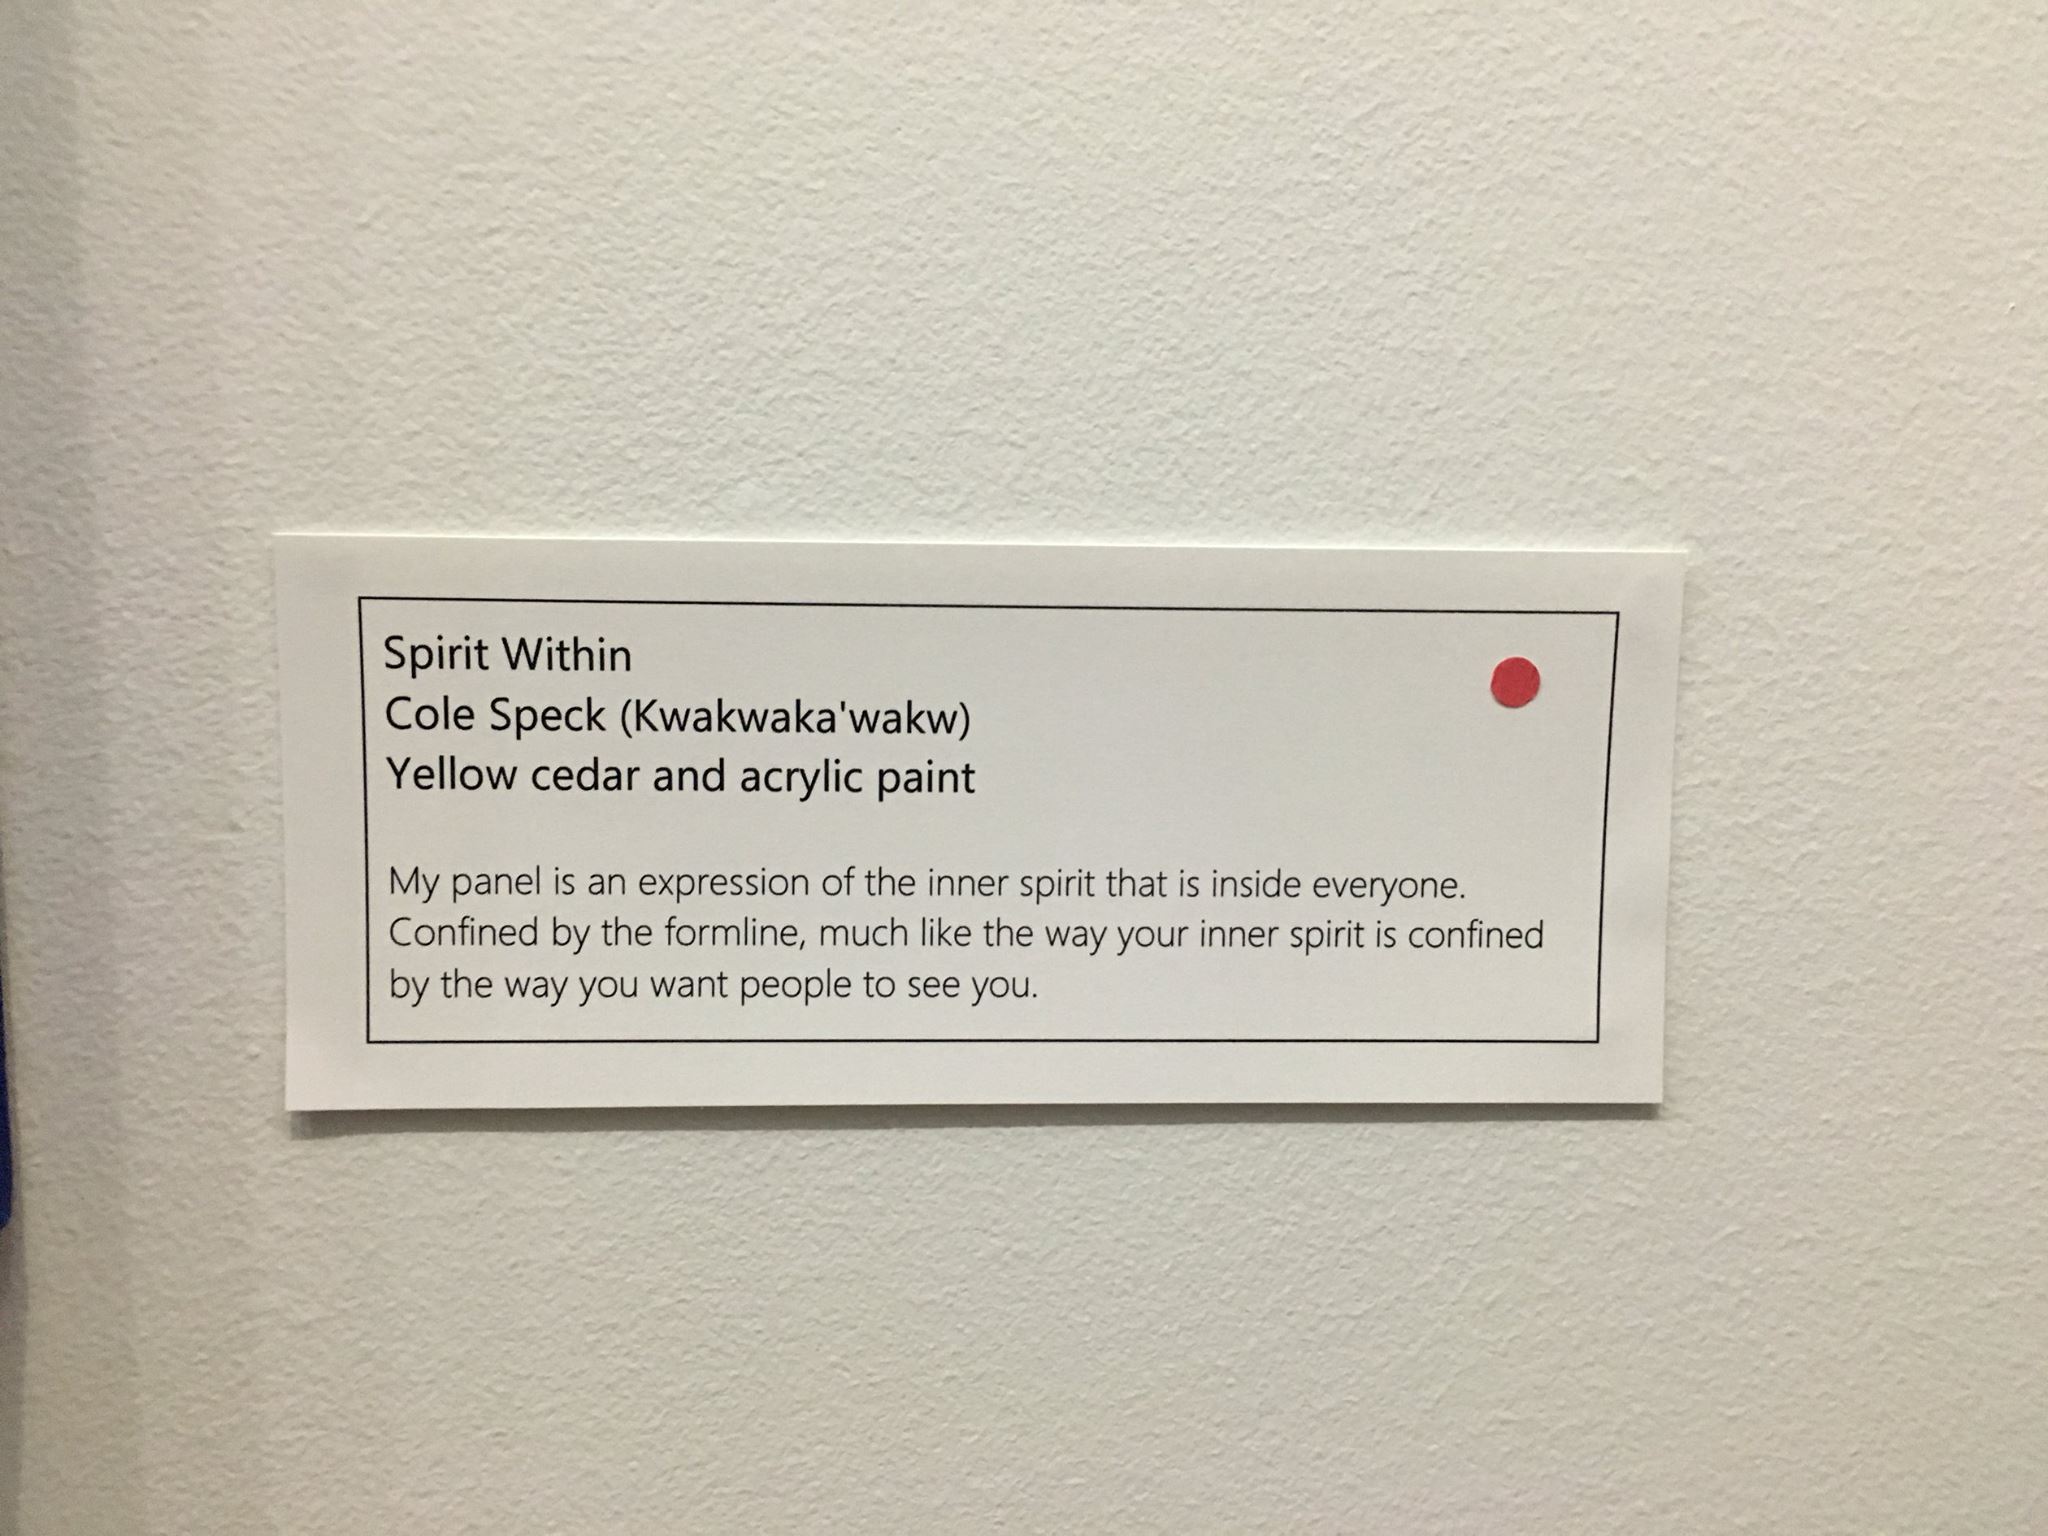 Spirit Within
Cole Speck (Kwakwaka'wakw)
Yellow cedar and acrylic paint
My panel is an expression of the inner spirit that is inside everyone.
Confined by the formline, much like the way your inner spirit is confined
by the way you want people to see you.